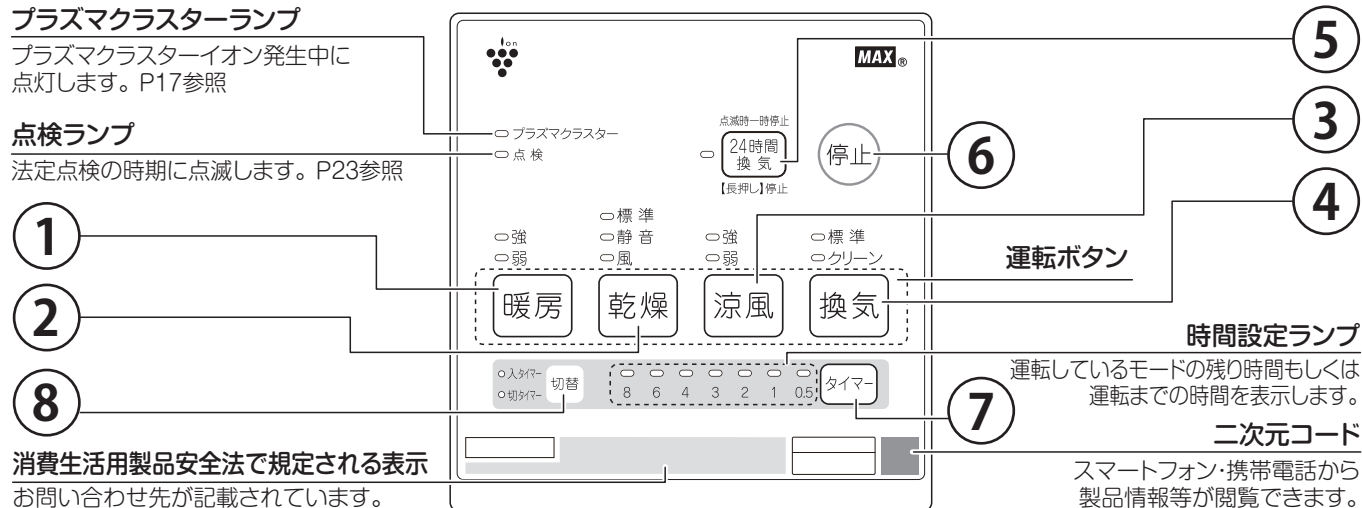 プラズマクラスターランプ
プラズマクラスターイオン発生中に
点灯します。P17参照
点検ランプ
法定点検の時期に点滅します。P23参照
ion
MAX®
プラズマクラスター
点検
点滅時一時停止
24時間
換気
【長押し】停止
停止
5
6
3
4
1
2
標準
強
静音
強
標準
弱
風
弱
クリーン
運転ボタン
暖房
乾燥
涼風
換気
時間設定ランプ
運転しているモードの残り時間もしくは
運転までの時間を表示します。
入タイマー
切タイマー
切替
8 6 4 3 2 1 0.5
タイマー
8
7
二次元コード
スマートフォン・携帯電話から
製品情報等が閲覧できます。
消費生活用製品安全法で規定される表示
お問い合わせ先が記載されています。